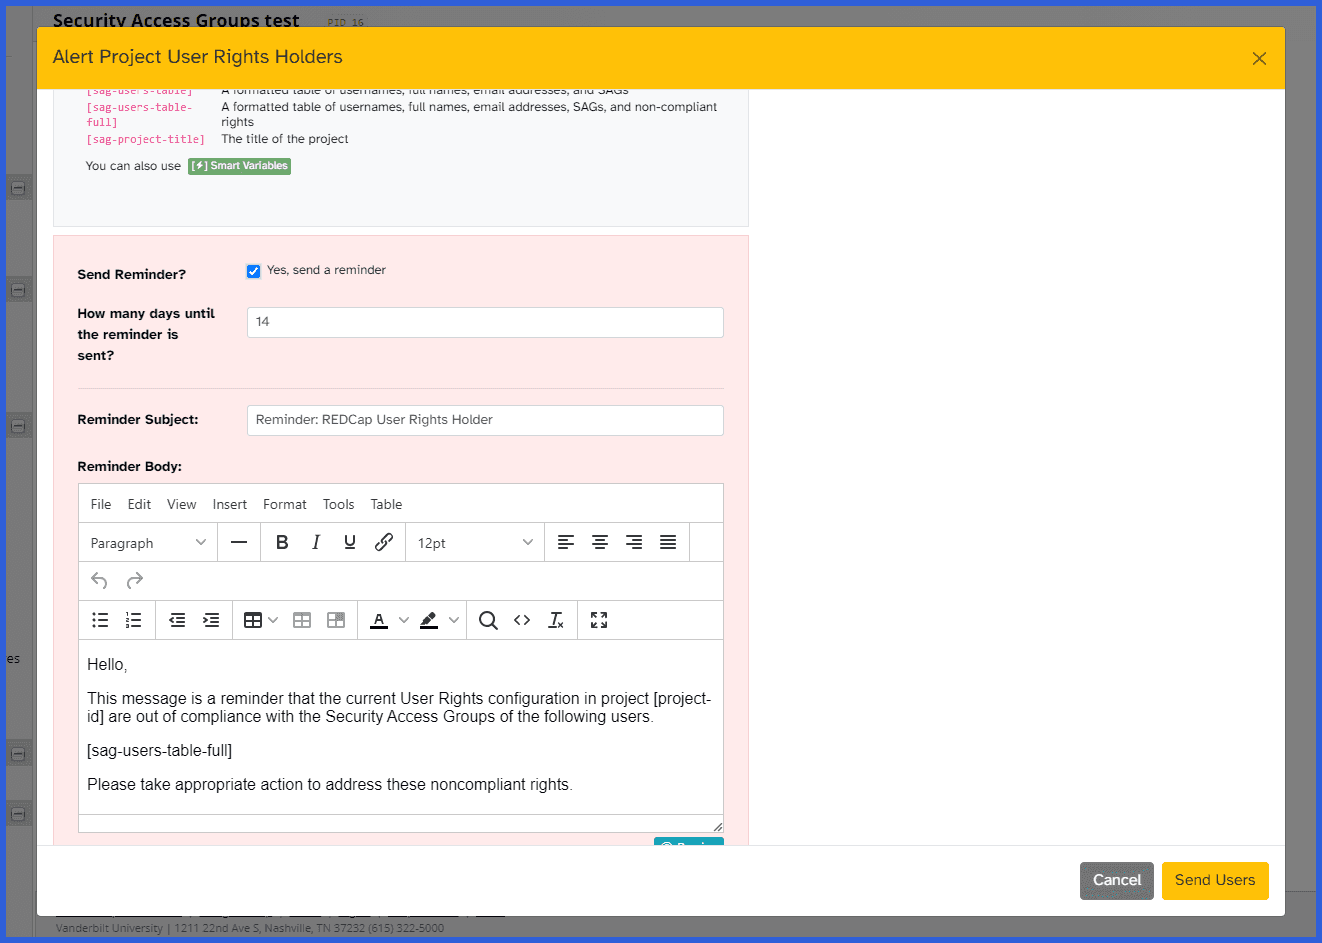 Security Access Groups test PID 16
Alert Project User Rights Holders
[sag-users-table] A formatted table of usernames, full names, email addresses, and SAGs
[sag-users-table-full] A formatted table of usernames, full names, email addresses, SAGs, and non-compliant rights
[sag-project-title] The title of the project
You can also use [⚡] Smart Variables
Send Reminder? Yes, send a reminder
How many days until
the reminder is
sent?
14
Reminder Subject: Reminder: REDCap User Rights Holder
Reminder Body:
File Edit View Insert Format Tools Table
Paragraph B I U 12pt
Hello,
This message is a reminder that the current User Rights configuration in project [project-
id] are out of compliance with the Security Access Groups of the following users.
[sag-users-table-full]
Please take appropriate action to address these noncompliant rights.
es
Cancel Send Users
Vanderbilt University | 1211 22nd Ave S, Nashville, TN 37232 (615) 322-5000